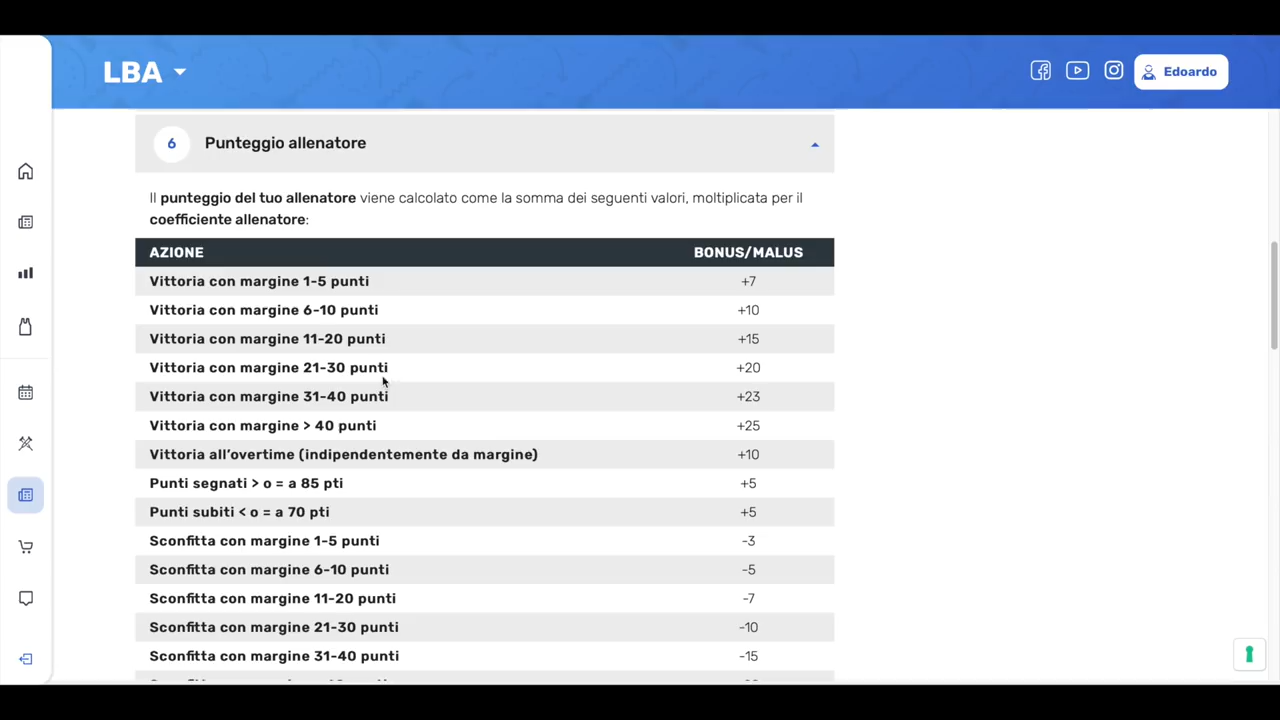 LBA
Edoardo
6 Punteggio allenatore
Il punteggio del tuo allenatore viene calcolato come la somma dei seguenti valori, moltiplicata per il
coefficiente allenatore:
AZIONE BONUS/MALUS
Vittoria con margine 1-5 punti +7
Vittoria con margine 6-10 punti +10
Vittoria con margine 11-20 punti +15
Vittoria con margine 21-30 punti +20
Vittoria con margine 31-40 punti +23
Vittoria con margine > 40 punti +25
Vittoria all’overtime (indipendentemente da margine) +10
Punti segnati > o = a 85 pti +5
Punti subiti < o = a 70 pti +5
Sconfitta con margine 1-5 punti -3
Sconfitta con margine 6-10 punti -5
Sconfitta con margine 11-20 punti -7
Sconfitta con margine 21-30 punti -10
Sconfitta con margine 31-40 punti -15